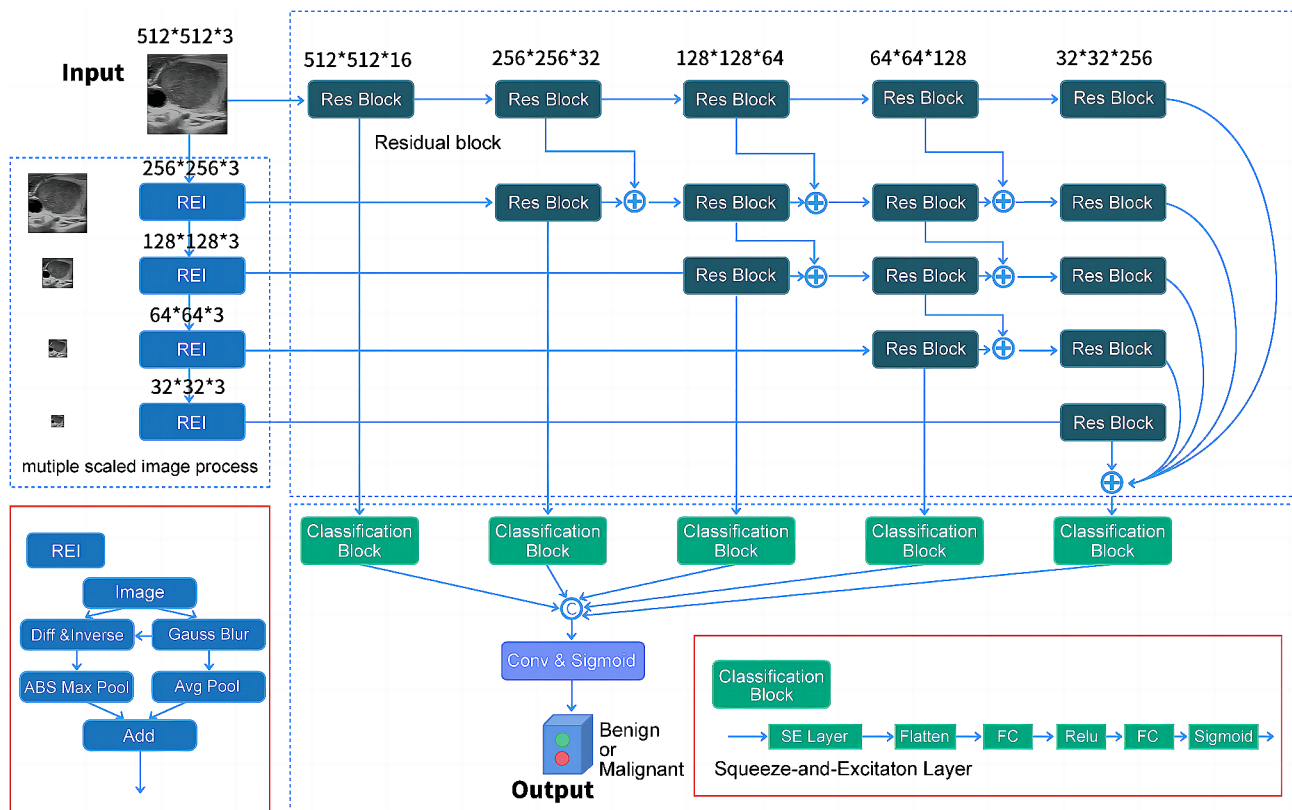 512*512*3
Input
512*512*16
256*256*32
128*128*64
64*64*128
32*32*256
Res Block
Res Block
Res Block
Res Block
Res Block
Residual block
256*256*3
REI
Res Block
Res Block
Res Block
Res Block
128*128*3
REI
Res Block
Res Block
Res Block
64*64*3
REI
Res Block
Res Block
32*32*3
REI
Res Block
mutiple scaled image process
Classification
Block
Classification
Block
Classification
Block
Classification
Block
Classification
Block
C
Conv & Sigmoid
Benign
or
Malignant
Output
REI
Image
Diff &Inverse
Gauss Blur
ABS Max Pool
Avg Pool
Add
Classification
Block
SE Layer
Flatten
FC
Relu
FC
Sigmoid
Squeeze-and-Excitaton Layer